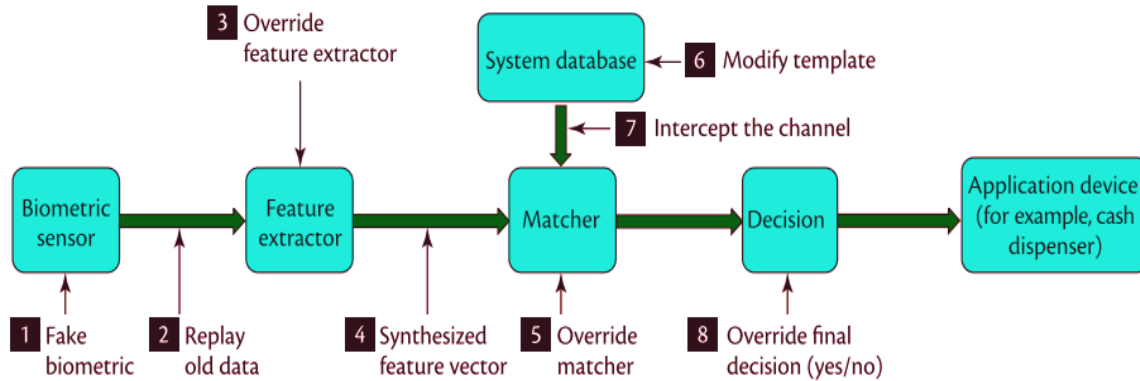 3 Override
feature extractor
System database
6 Modify template
7 Intercept the channel
Biometric
sensor
Feature
extractor
Matcher
Decision
Application device
(for example, cash
dispenser)
1 Fake
biometric
2 Replay
old data
4 Synthesized
feature vector
5 Override
matcher
8 Override final
decision (yes/no)